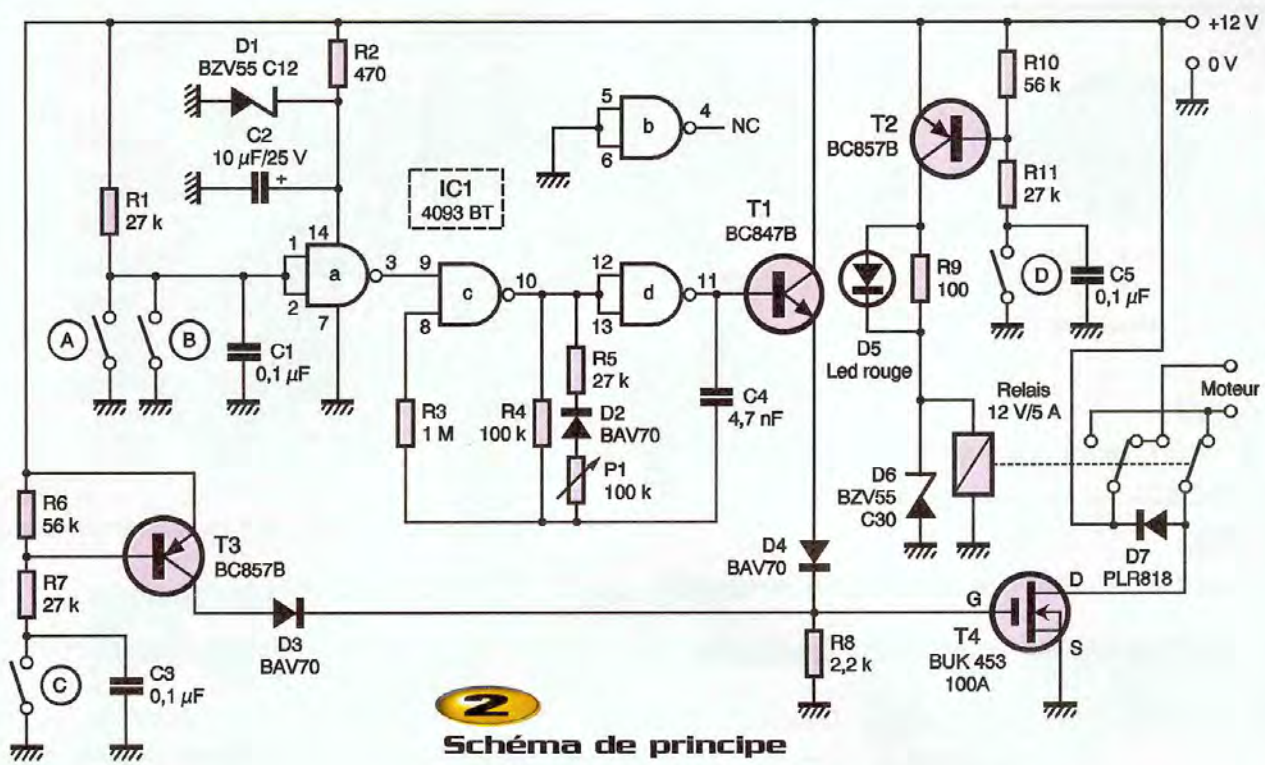 +12 V
0 V
D1
BZV55 C12
R2
470
C2
10 µF/25 V
+
R1
27 k
A
B
C1
0,1 µF
14
1
2
a
3
7
IC1
4093 BT
5
6
b
4
NC
9
8
c
10
12
13
d
11
R3
1 M
R4
100 k
R5
27 k
D2
BAV70
P1
100 k
C4
4,7 nF
T1
BC847B
T2
BC857B
R10
56 k
R11
27 k
D
C5
0,1 µF
R9
100
D5
Led rouge
Relais
12 V/5 A
Moteur
D6
BZV55
C30
D7
PLR818
R6
56 k
R7
27 k
T3
BC857B
C
C3
0,1 µF
D3
BAV70
D4
BAV70
R8
2,2 k
G
D
S
T4
BUK 453
100A
2
Schéma de principe